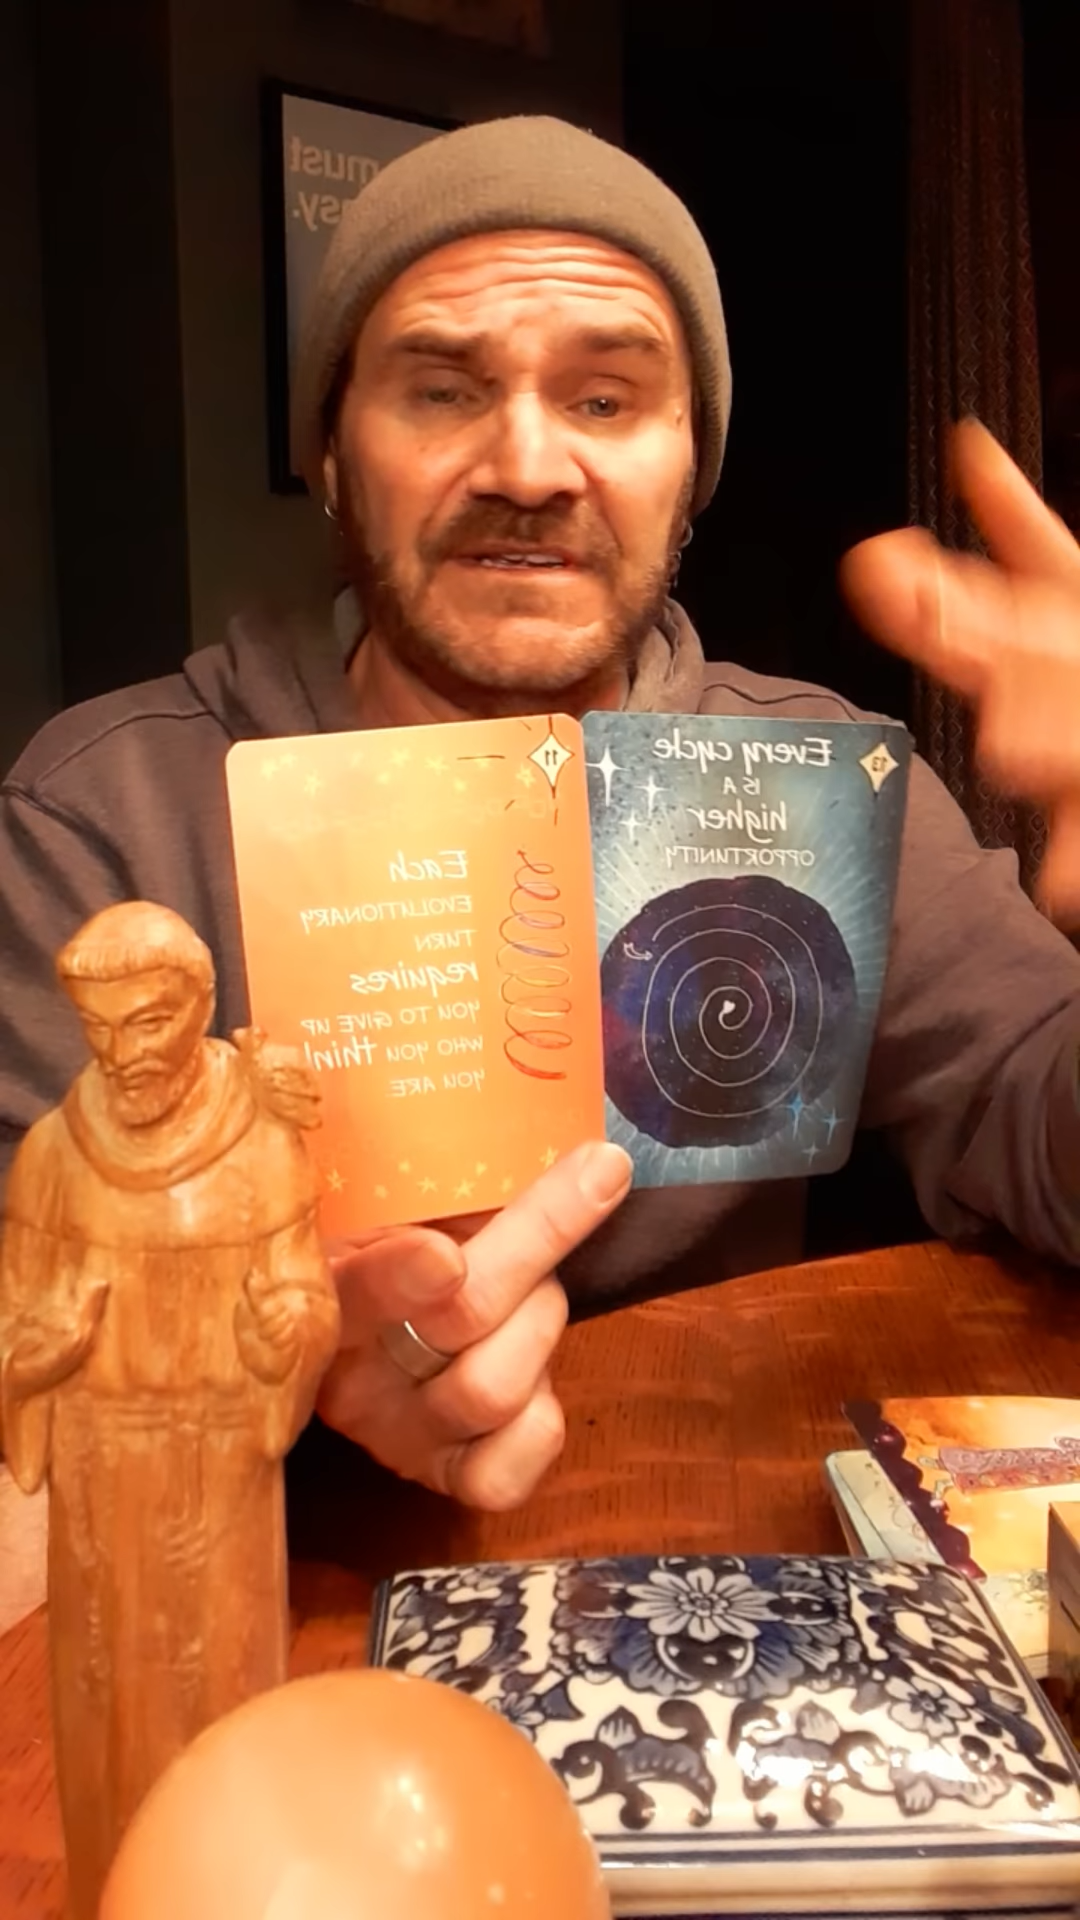 must
sy.
11
Each
EVOLUTIONARY
TURN
requires
YOU TO GIVE UP
WHO YOU Think
YOU ARE.
13
Every cycle
IS A
higher
OPPORTUNITY.